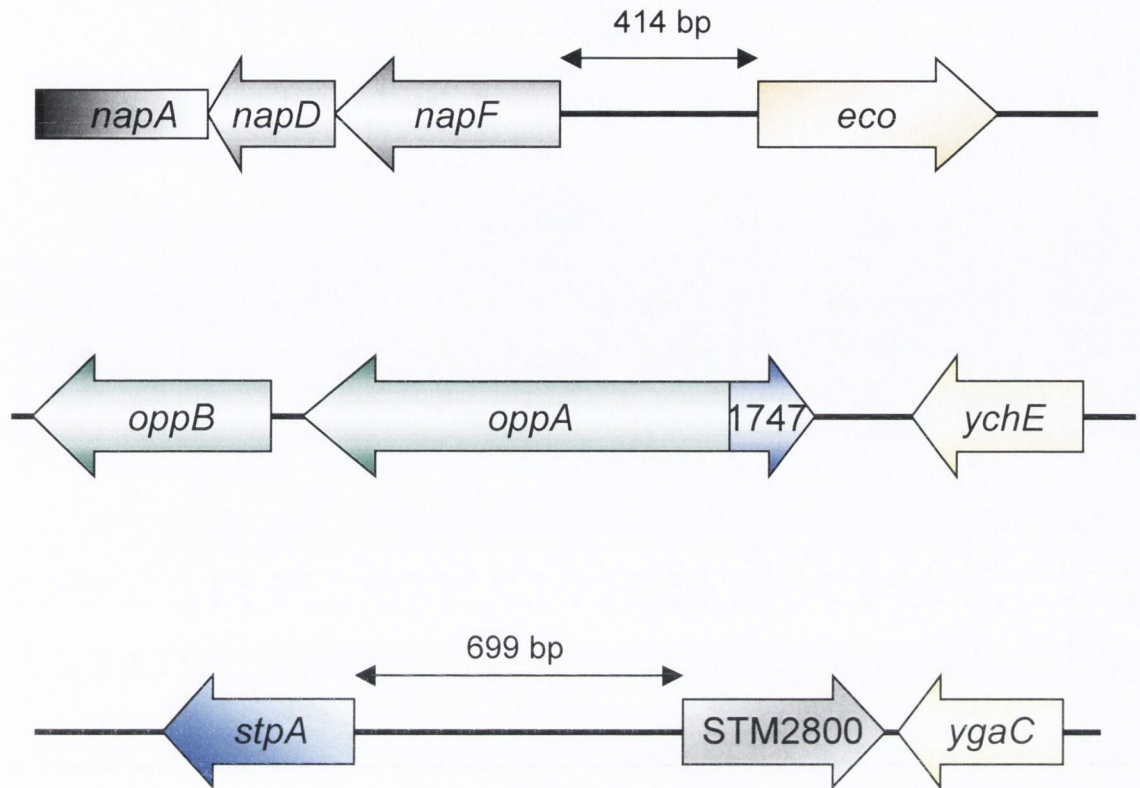 414 bp
napA napD napF eco
oppB oppA 1747 ychE
699 bp
stpA STM2800 ygaC